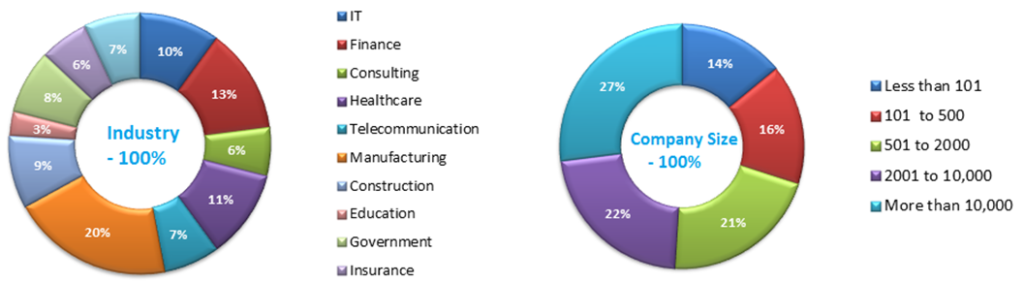 10%
13%
6%
11%
7%
20%
9%
3%
8%
6%
7%
Industry
- 100%
IT
Finance
Consulting
Healthcare
Telecommunication
Manufacturing
Construction
Education
Government
Insurance
14%
16%
21%
22%
27%
Company Size
- 100%
Less than 101
101 to 500
501 to 2000
2001 to 10,000
More than 10,000